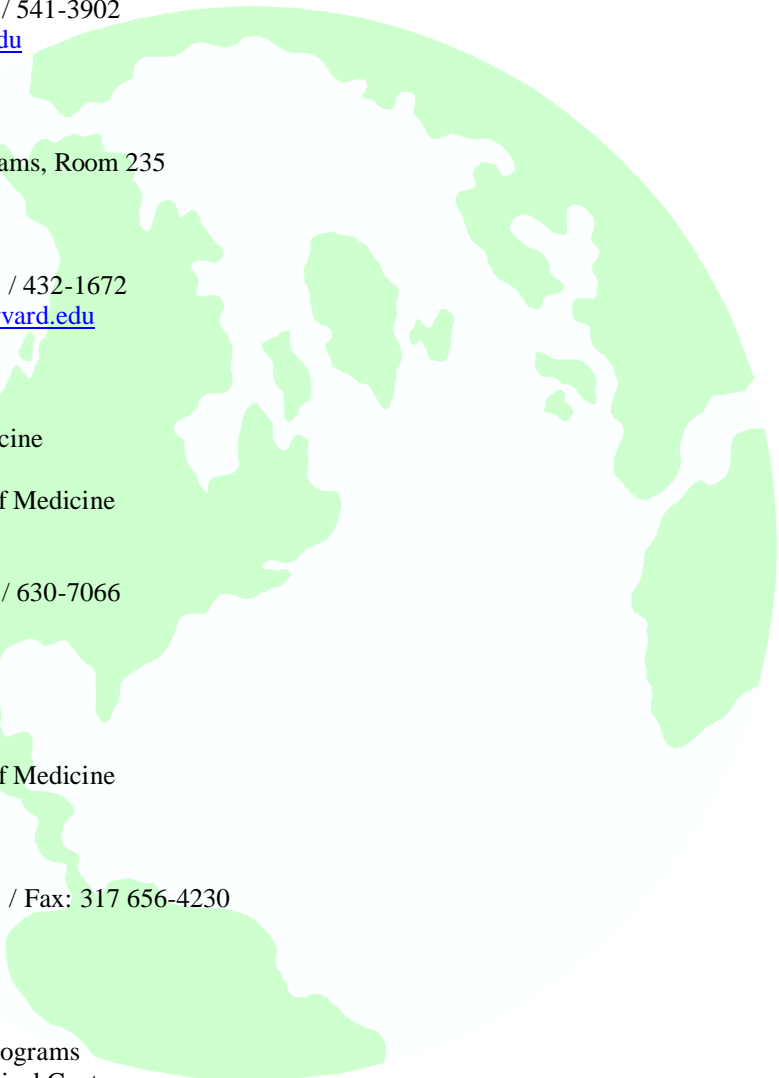 / 541-3902
du
ams, Room 235
/ 432-1672
rvard.edu
cine
f Medicine
/ 630-7066
f Medicine
/ Fax: 317 656-4230
ograms